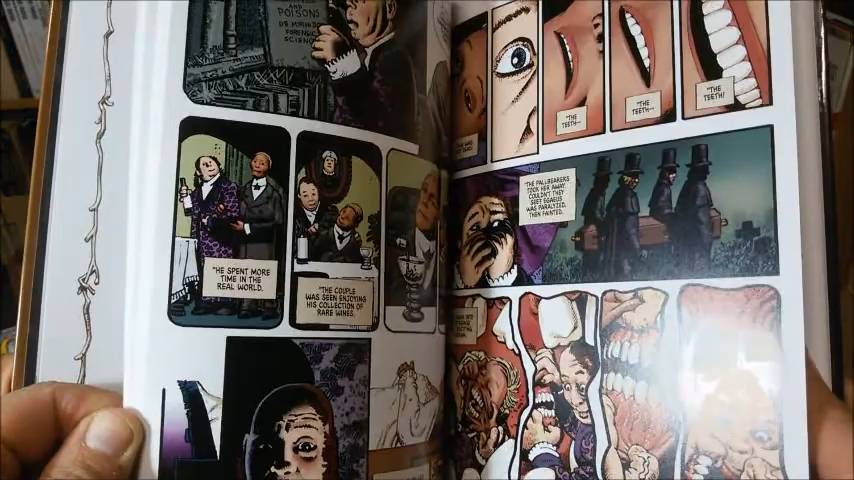 AND
POISONS
FORENSIC
SCIENCE
"HE SPENT MORE
TIME IN THE
REAL WORLD.
"THE COUPLE
WAS SEEN ENJOYING
HIS COLLECTION OF
RARE WINES.
THE
TEETH—
THE
TEETH—
THE
TEETH!
THE PALLBEARERS
TOOK HER AWAY.
COULDN'T THEY
SEE? EGAEUS
WAS PARALYZED,
THEN FAINTED.